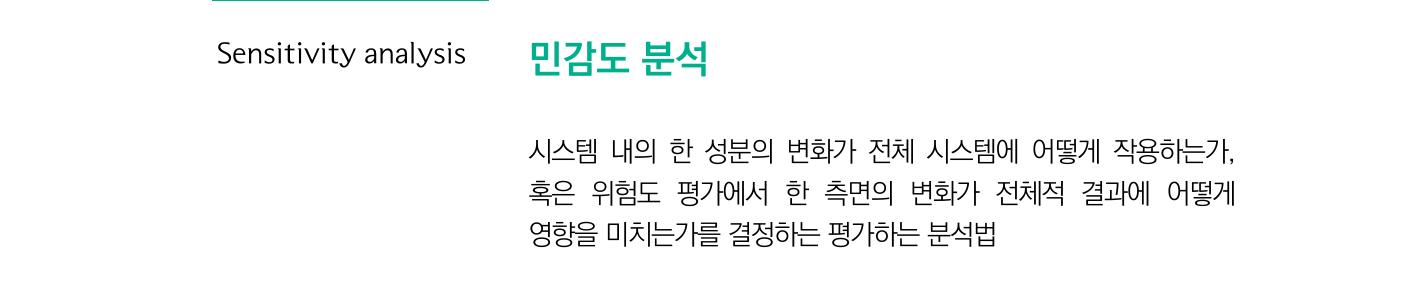 Sensitivity analysis
민감도 분석
시스템 내의 한 성분의 변화가 전체 시스템에 어떻게 작용하는가,
혹은 위험도 평가에서 한 측면의 변화가 전체적 결과에 어떻게
영향을 미치는가를 결정하는 평가하는 분석법